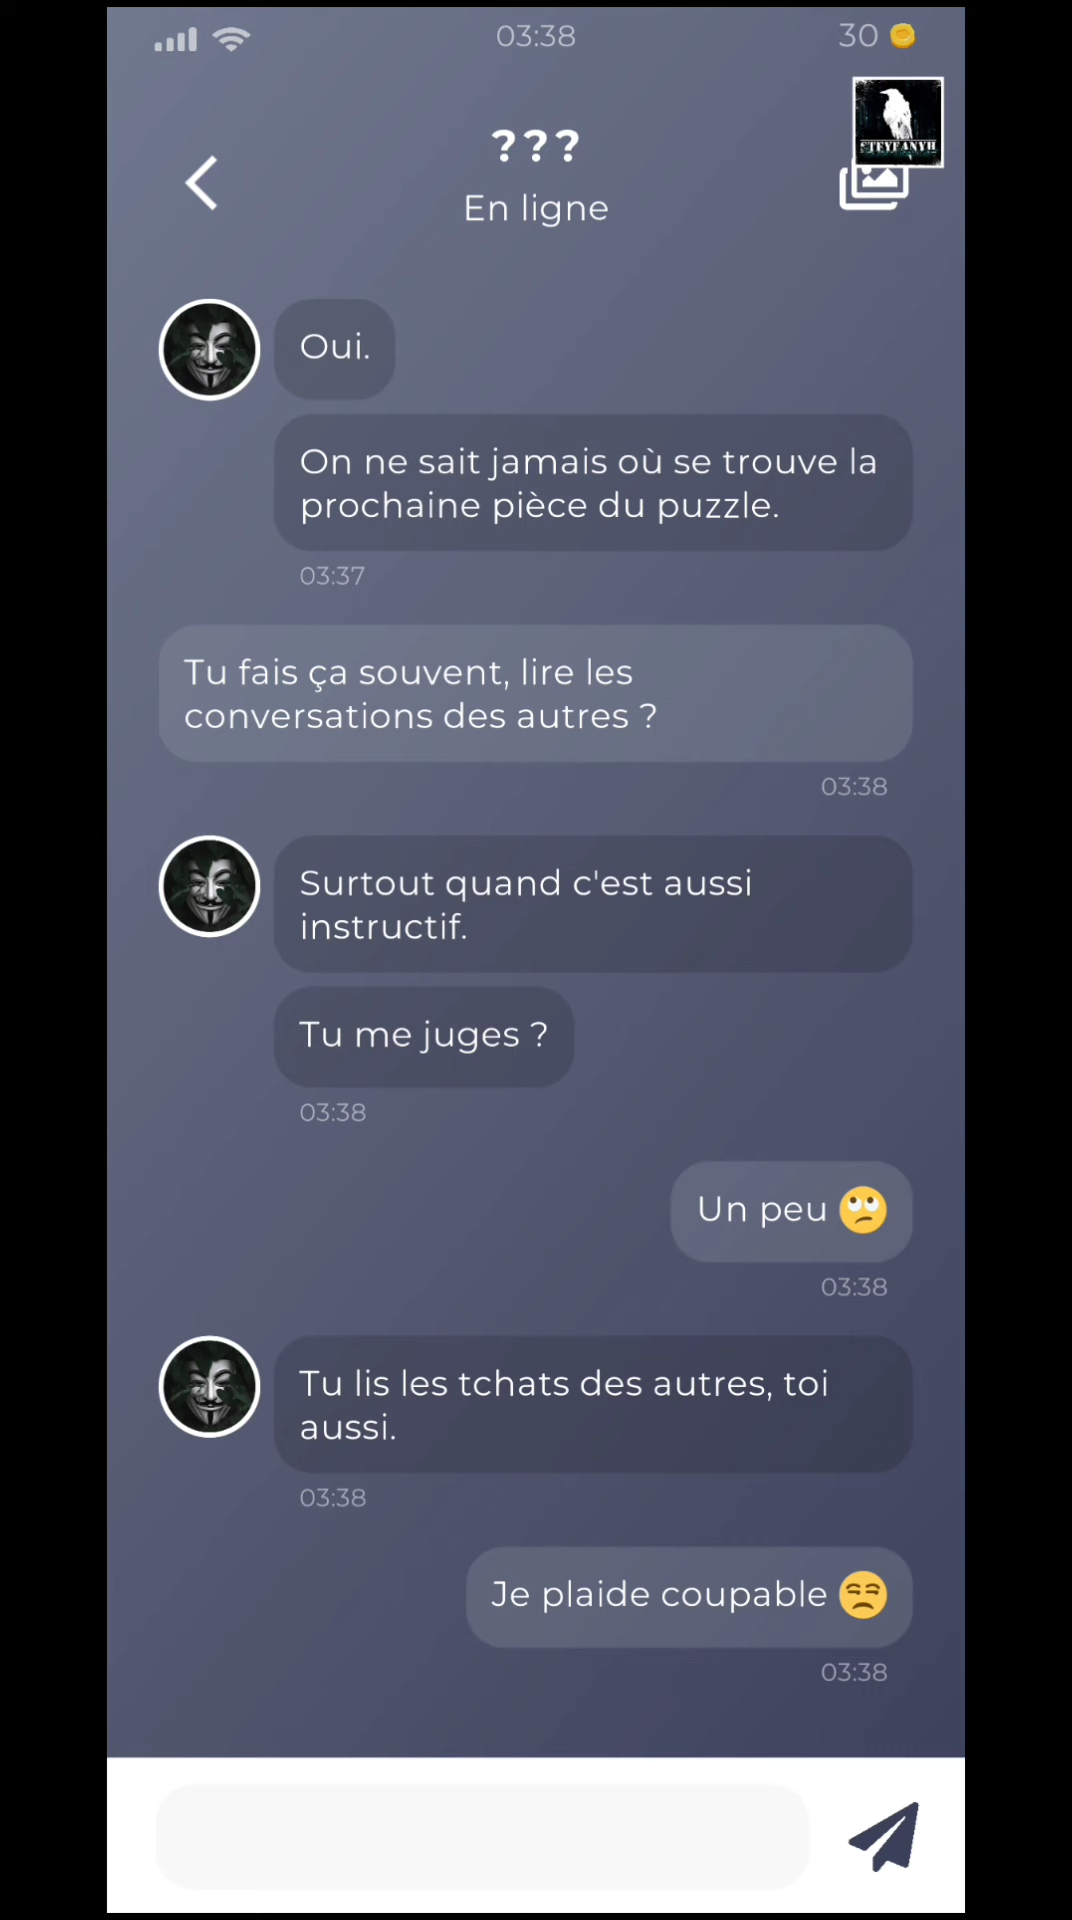 03:38
30
???
En ligne
STEYFANYH
Oui.
On ne sait jamais où se trouve la
prochaine pièce du puzzle.
03:37
Tu fais ça souvent, lire les
conversations des autres ?
03:38
Surtout quand c'est aussi
instructif.
Tu me juges ?
03:38
Un peu 🙄
03:38
Tu lis les tchats des autres, toi
aussi.
03:38
Je plaide coupable 😒
03:38